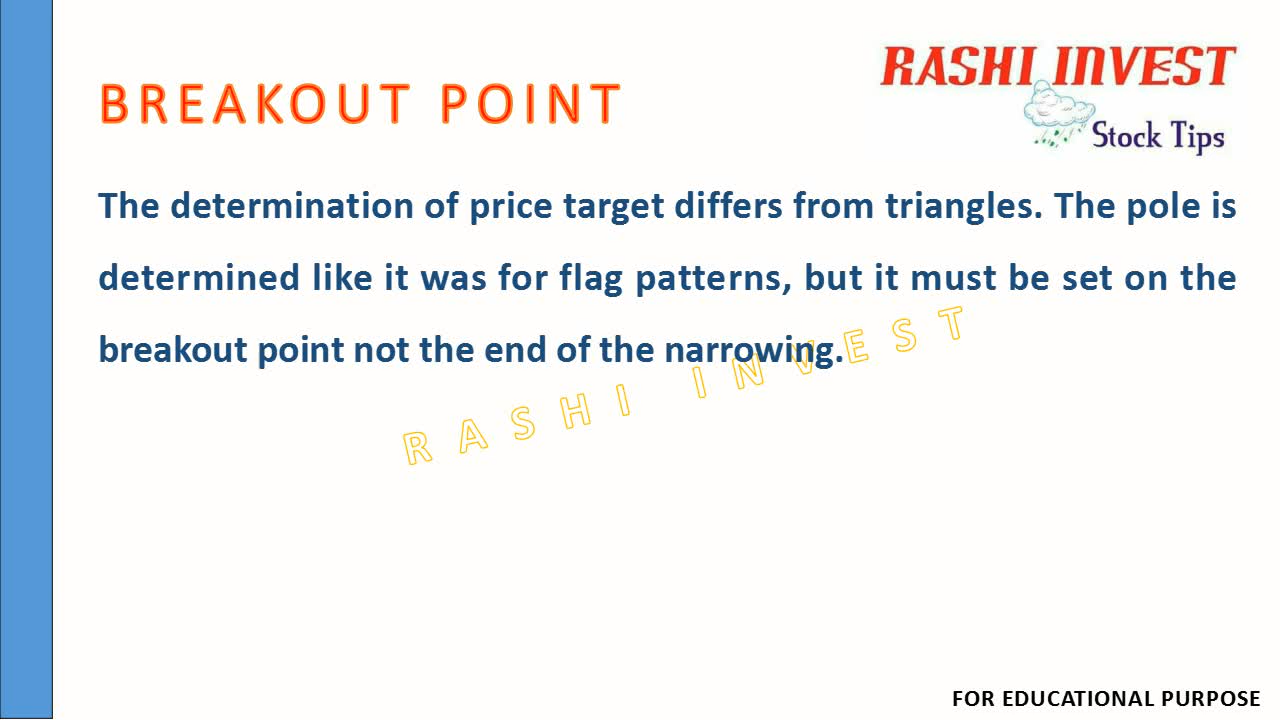 BREAKOUT POINT
RASHI INVEST
Stock Tips
The determination of price target differs from triangles. The pole is
determined like it was for flag patterns, but it must be set on the
breakout point not the end of the narrowing.
RASHI INVEST
FOR EDUCATIONAL PURPOSE